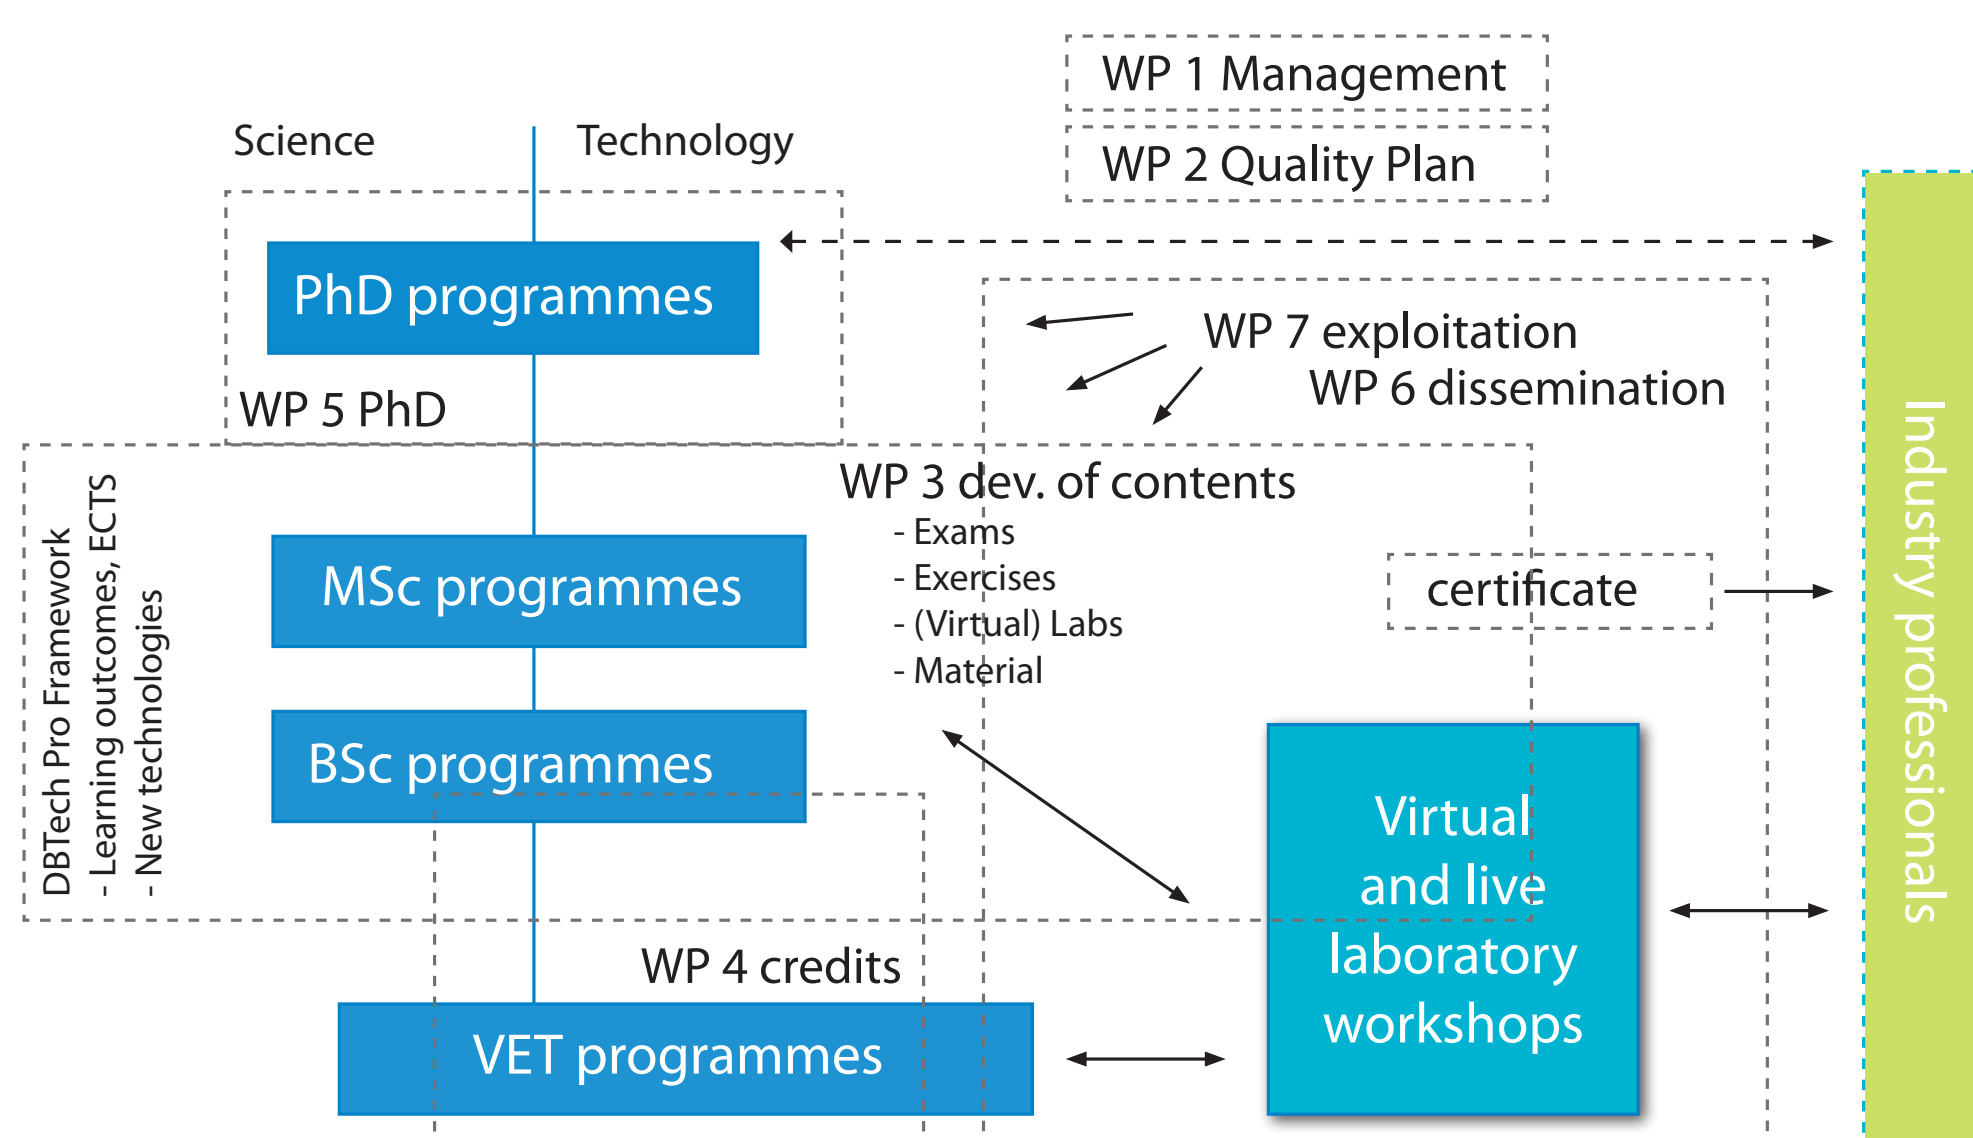 WP 1 Management
WP 2 Quality Plan
Science
Technology
PhD programmes
WP 5 PhD
WP 7 exploitation
WP 6 dissemination
DBTech Pro Framework
- Learning outcomes, ECTS
- New technologies
WP 3 dev. of contents
- Exams
- Exercises
- (Virtual) Labs
- Material
MSc programmes
BSc programmes
certificate
Virtual
and live
laboratory
workshops
WP 4 credits
VET programmes
Industry professionals